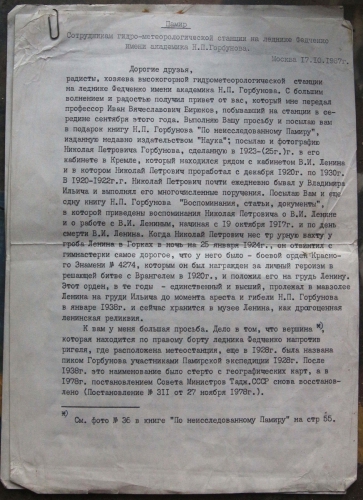 Памир
Сотрудникам гидро-метеорологической станции на леднике Федченко
имени академика Н.П.Горбунова.
Москва 17.10.1987г.
Дорогие друзья,
радисты, хозяева высокогорной гидрометеорологической станции
на леднике Федченко имени академика Н.П. Горбунова. С большим
волнением и радостью получила привет от вас, который мне передал
профессор Иван Вячеславович Бирюков, побывавший на станции в се-
редине сентября этого года. Выполняю Вашу просьбу и посылаю вам
в подарок книгу Н.П. Горбунова "По неисследованному Памиру",
изданную недавно издательством "Наука"; посылаю и фотографию
Николая Петровича Горбунова, сделанную в 1923-(25г.)г. в его
кабинете в Кремле, который находился рядом с кабинетом В.И. Ленина
и в котором Николай Петрович проработал с декабря 1920г. по 1930г.
В 1920-1922г.г. Николай Петрович почти ежедневно бывал у Владимира
Ильича и выполнял его многочисленные поручения. Посылаю Вам и еще
одну книгу Н.П. Горбунова "Воспоминания, статьи, документы",
в которой приведены воспоминания Николая Петровича о В.И. Ленине
и о работе с В.И. Лениным, начиная с 19 октября 1917г. и по день
смерти В.И. Ленина. Когда Николай Петрович нес траурную вахту у
гроба Ленина в Горках в ночь на 23 января 1924г., он отвинтил с
гимнастерки самое дорогое, что у него было - боевой орден Красно-
го Знамени № 4274, которым он был награжден за личный героизм в
решающей битве с Врангелем в 1920г., и положил его на грудь Ленину.
Этот орден, в те годы - единственный и высший, пролежал в мавзолее
Ленина на груди Ильича до момента ареста и гибели Н.П. Горбунова
в январе 1938г. и сейчас хранится в музее Ленина, как драгоценная
ленинская реликвия.
К вам у меня большая просьба. Дело в том, что вершина ж),
которая находится по правому борту ледника Федченко напротив
ригеля, где расположена метеостанция, еще в 1928г. была названа
пиком Горбунова участниками Памирской экспедиции 1928г. После
1938г. это наименование было стерто с географических карт, а в
1978г. постановлением Совета Министров Тадж.ССР снова восстанов-
лено (Постановление № 311 от 27 ноября 1978г.).
ж)
См. фото № 36 в книге "По неисследованному Памиру" на стр 55.